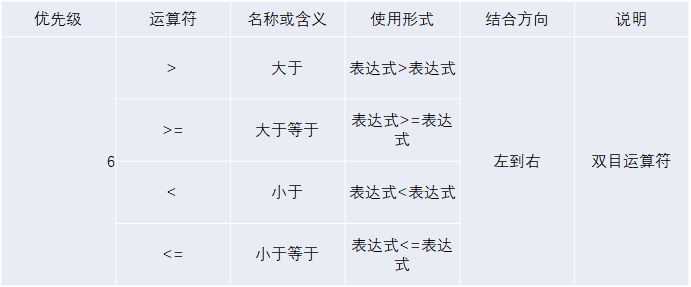 优先级 运算符 名称或含义 使用形式 结合方向 说明
> 大于 表达式>表达式
>= 大于等于 表达式>=表达
式
6 左到右 双目运算符
< 小于 表达式<表达式
<= 小于等于 表达式<=表达
式